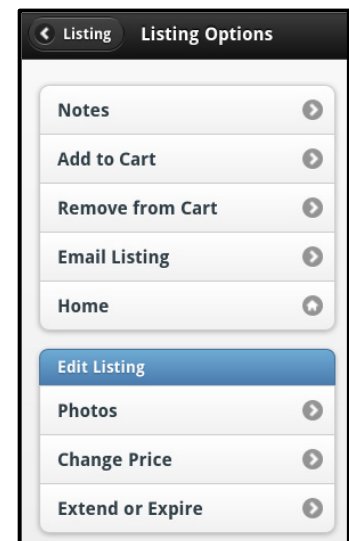 Listing Listing Options
Notes
Add to Cart
Remove from Cart
Email Listing
Home
Edit Listing
Photos
Change Price
Extend or Expire